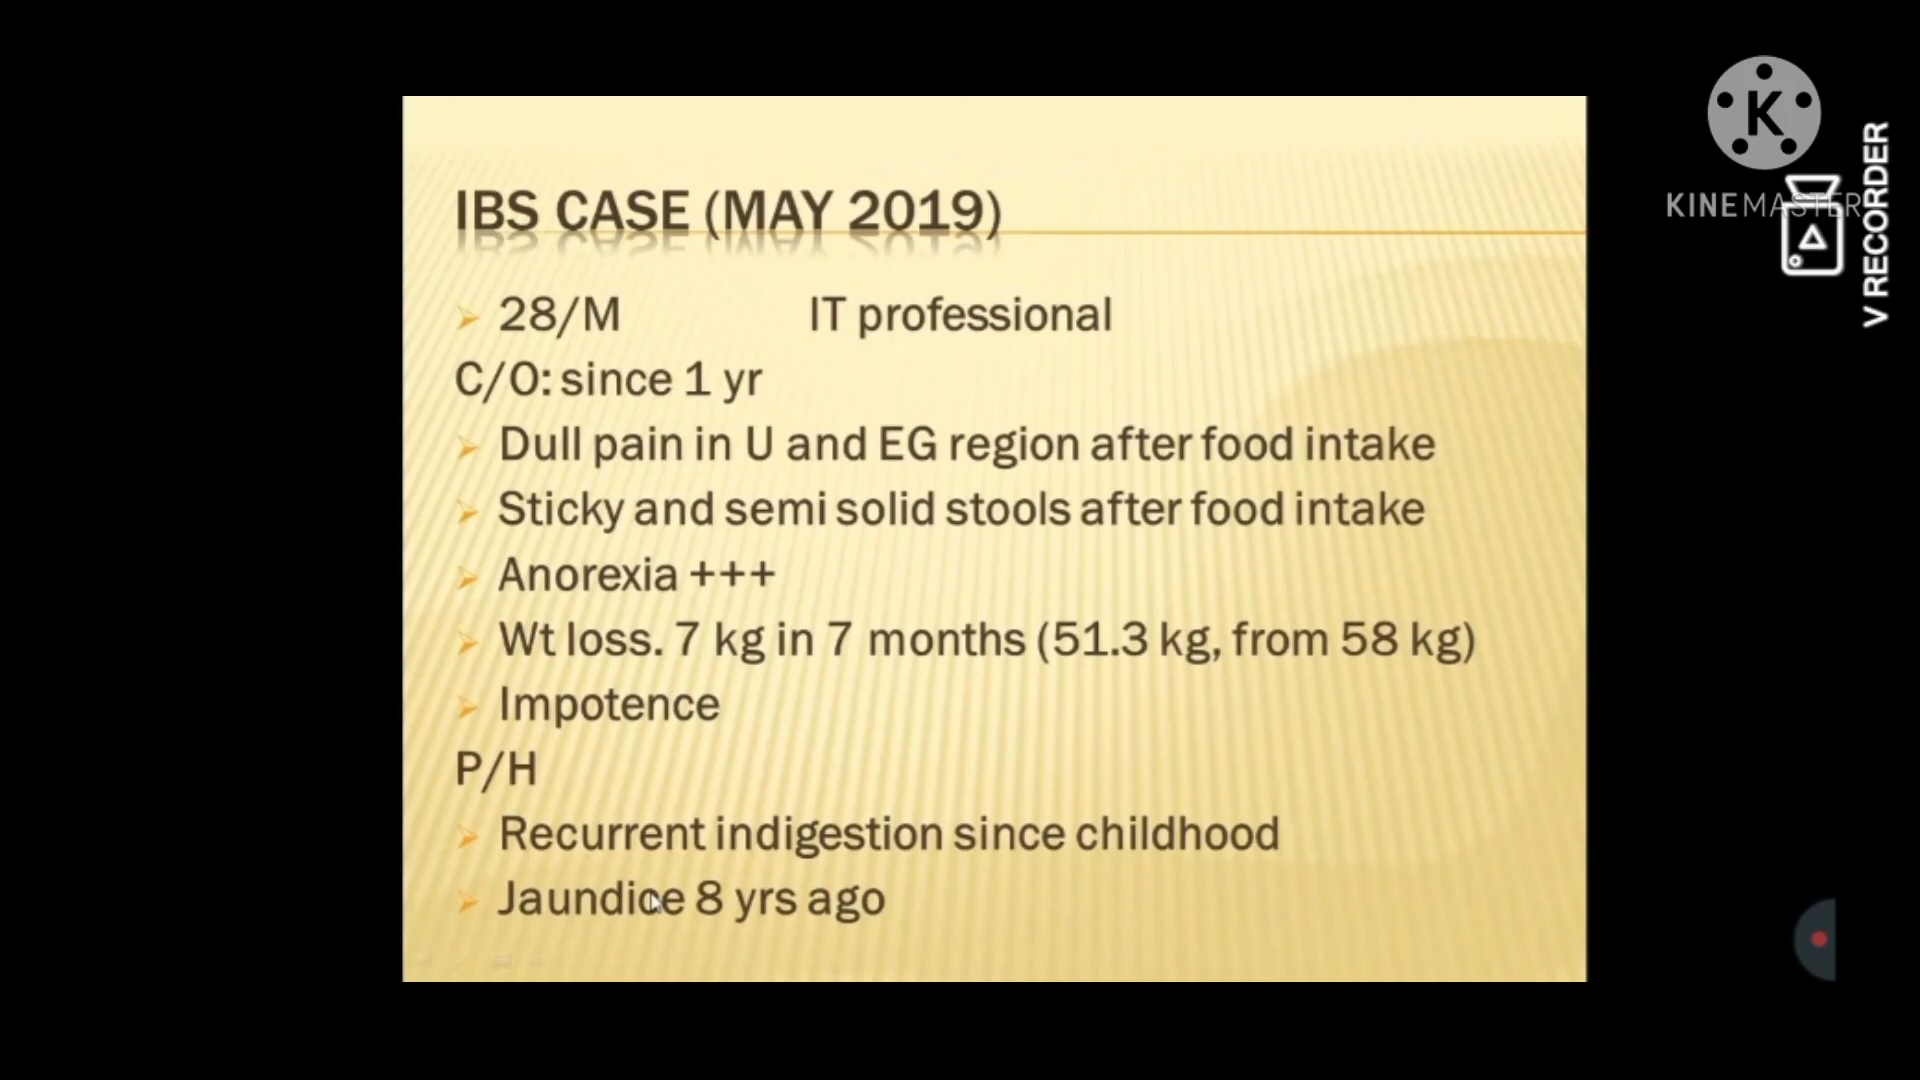 IBS CASE (MAY 2019)
28/M IT professional
C/O: since 1 yr
Dull pain in U and EG region after food intake
Sticky and semi solid stools after food intake
Anorexia +++
Wt loss. 7 kg in 7 months (51.3 kg, from 58 kg)
Impotence
P/H
Recurrent indigestion since childhood
Jaundice 8 yrs ago
K
KINEMASTER
V RECORDER